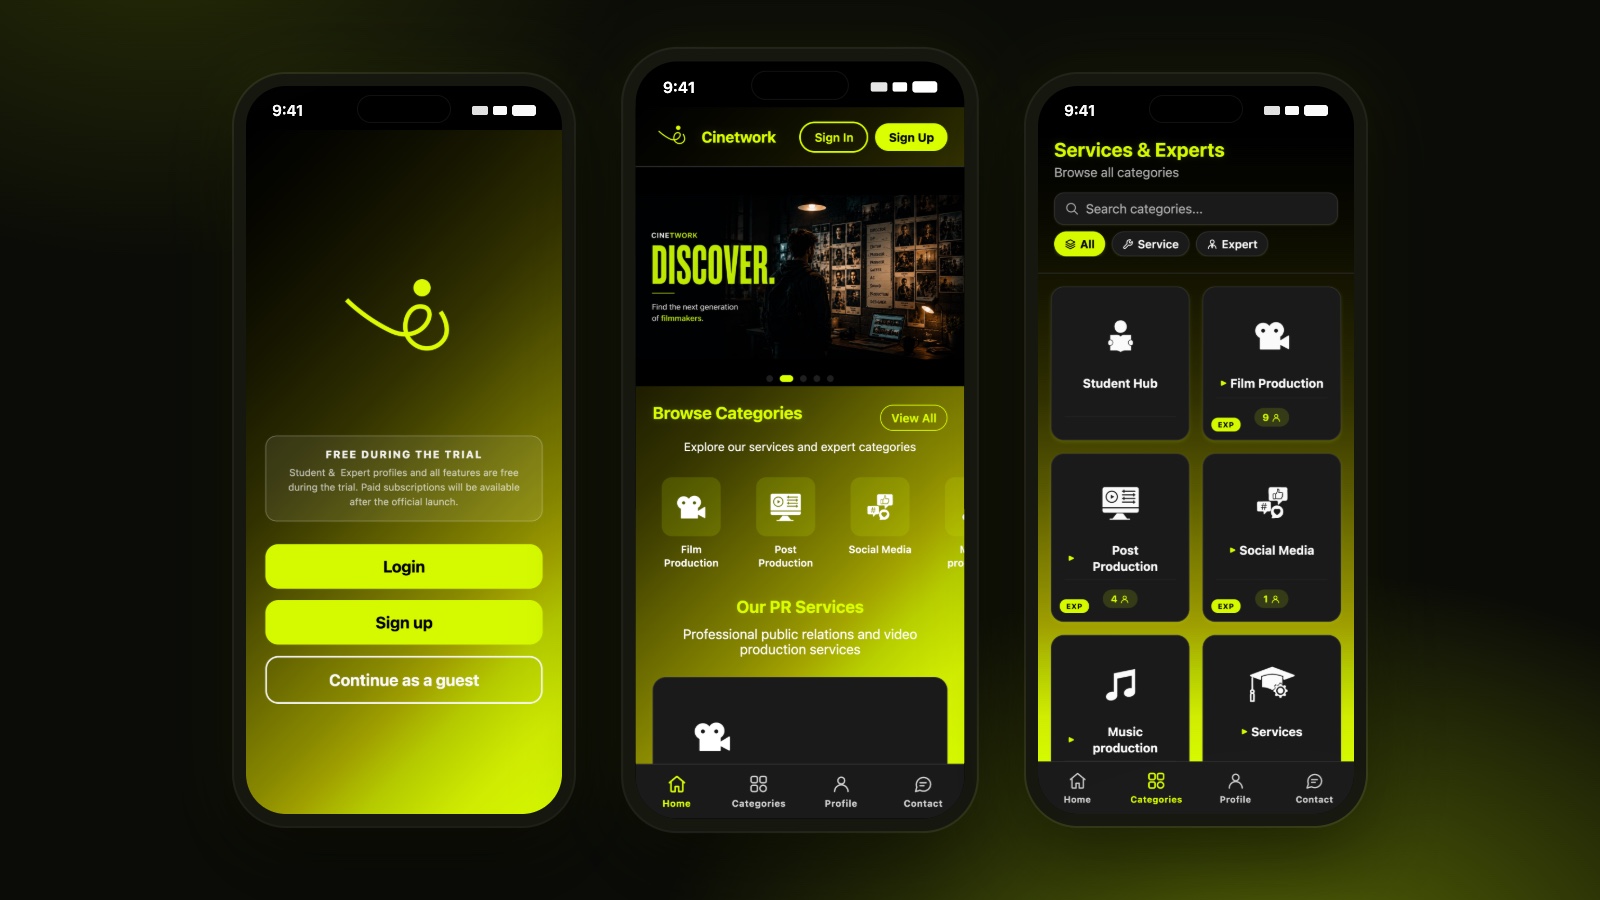 9:41
FREE DURING THE TRIAL
Student & Expert profiles and all features are free
during the trial. Paid subscriptions will be available
after the official launch.
Login
Sign up
Continue as a guest
9:41
Cinetwork
Sign In
Sign Up
CINETWORK
DISCOVER.
Find the next generation
of filmmakers.
Browse Categories
View All
Explore our services and expert categories
Film
Production
Post
Production
Social Media
Our PR Services
Professional public relations and video
production services
Home
Categories
Profile
Contact
9:41
Services & Experts
Browse all categories
Search categories...
All
Service
Expert
Student Hub
Film Production
EXP
9
Post
Production
EXP
4
Social Media
EXP
1
Music
production
Services
Home
Categories
Profile
Contact